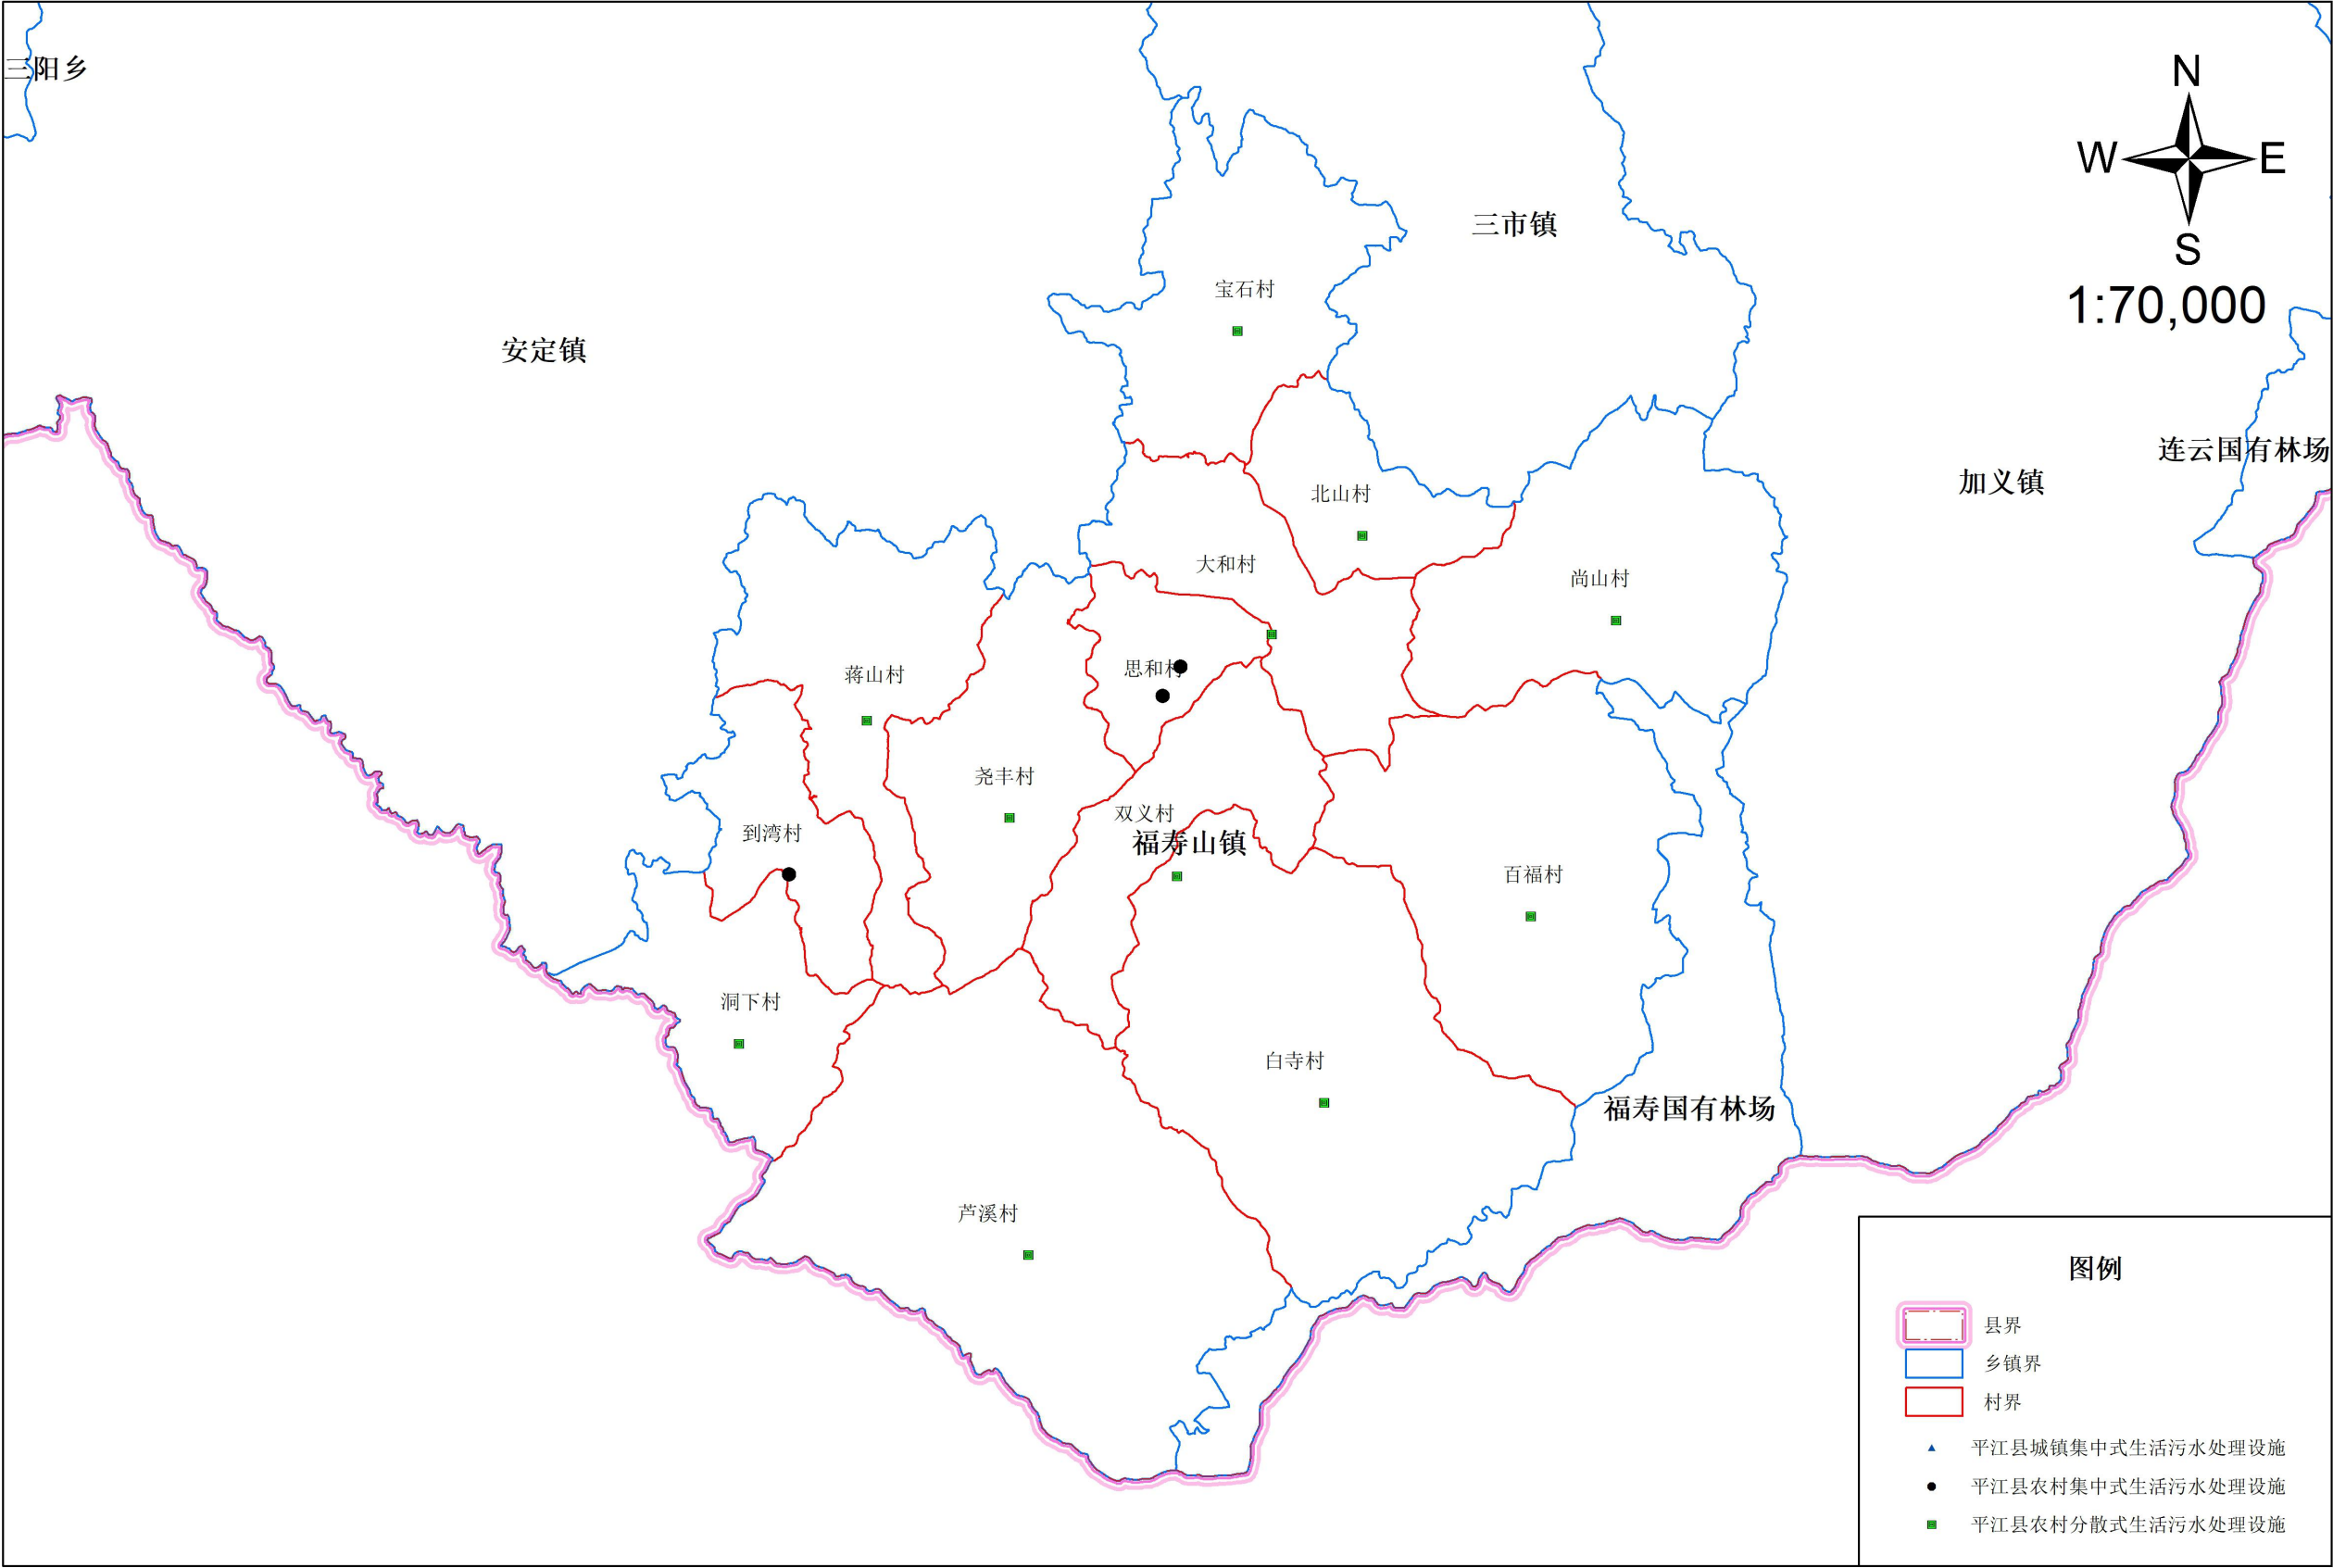 三阳乡
N
W
E
S
1:70,000
三市镇
宝石村
安定镇
连云国有林场
加义镇
北山村
大和村
尚山村
思和村
蒋山村
尧丰村
双义村
到湾村
福寿山镇
百福村
洞下村
白寺村
福寿国有林场
芦溪村
图例
县界
乡镇界
村界
平江县城镇集中式生活污水处理设施
平江县农村集中式生活污水处理设施
平江县农村分散式生活污水处理设施